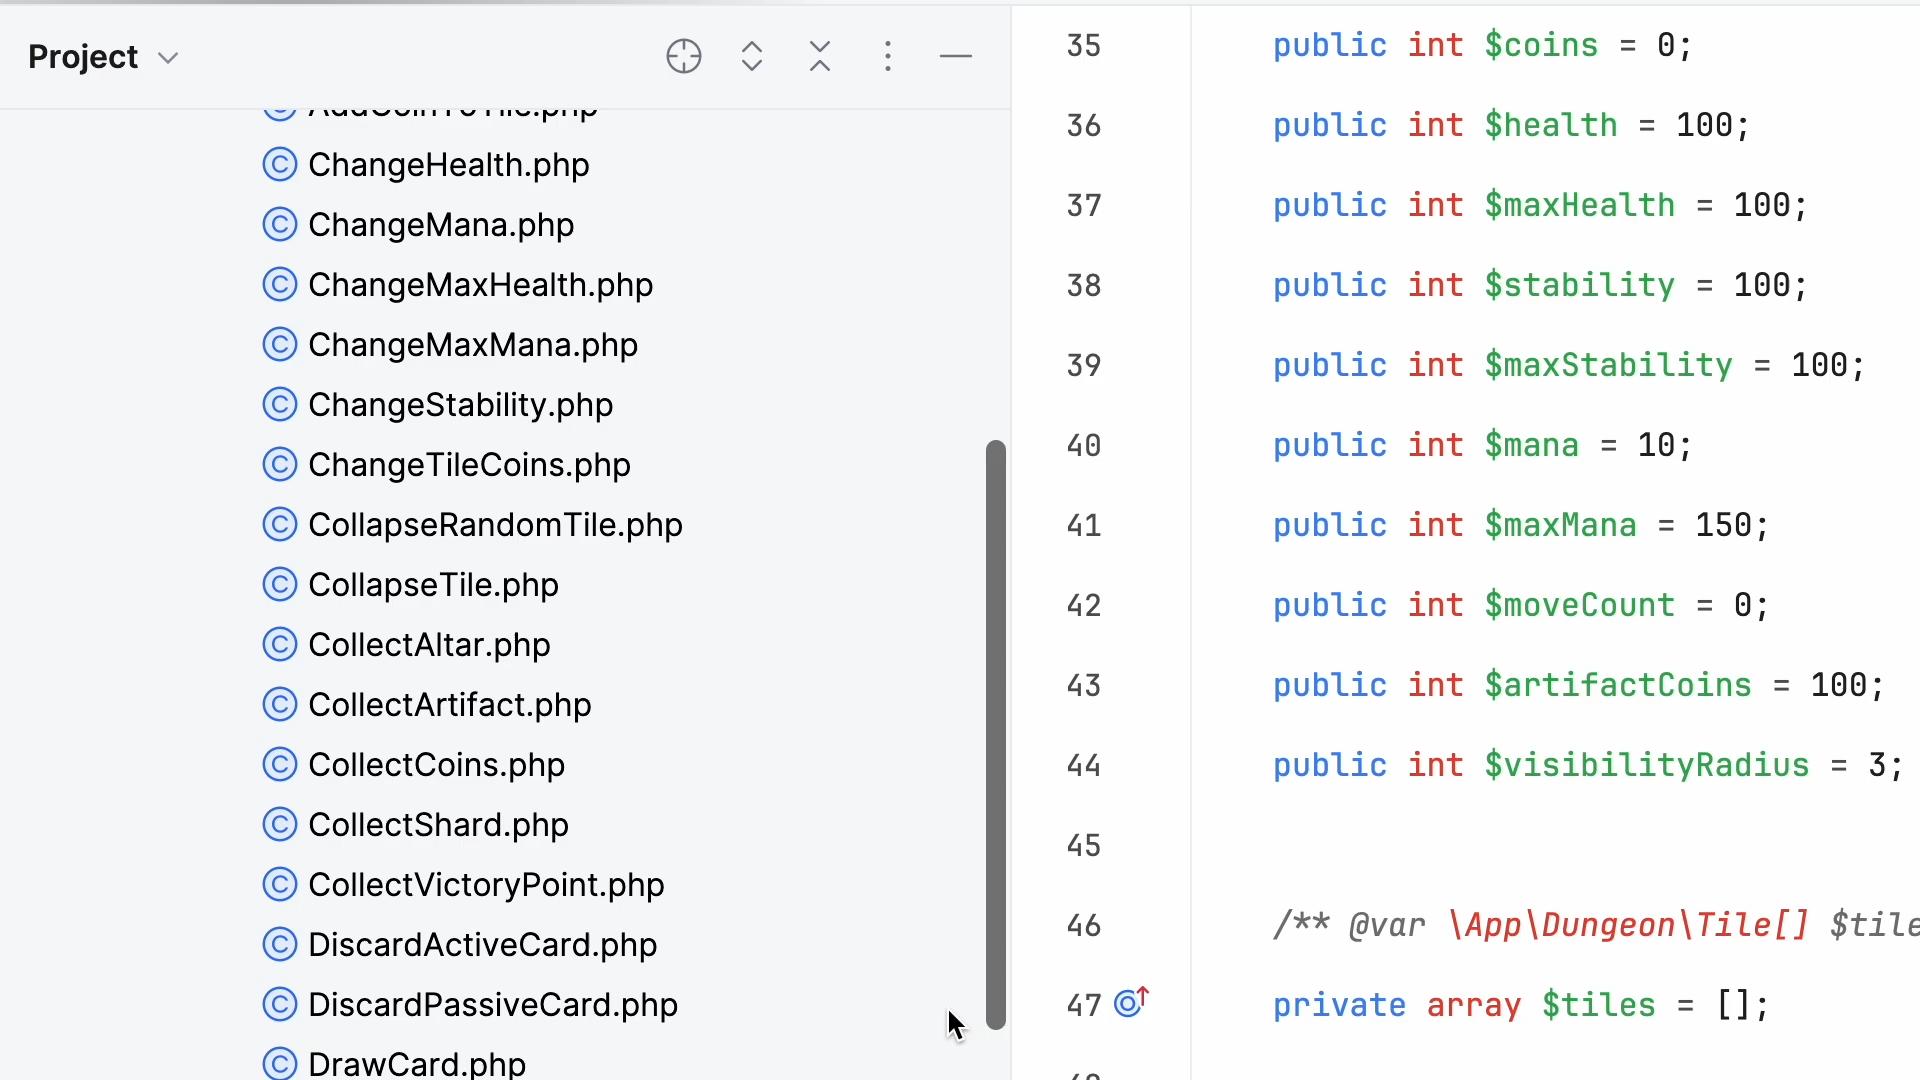 Project
AddCoinToTile.php
ChangeHealth.php
ChangeMana.php
ChangeMaxHealth.php
ChangeMaxMana.php
ChangeStability.php
ChangeTileCoins.php
CollapseRandomTile.php
CollapseTile.php
CollectAltar.php
CollectArtifact.php
CollectCoins.php
CollectShard.php
CollectVictoryPoint.php
DiscardActiveCard.php
DiscardPassiveCard.php
DrawCard.php
35 public int $coins = 0;
36 public int $health = 100;
37 public int $maxHealth = 100;
38 public int $stability = 100;
39 public int $maxStability = 100;
40 public int $mana = 10;
41 public int $maxMana = 150;
42 public int $moveCount = 0;
43 public int $artifactCoins = 100;
44 public int $visibilityRadius = 3;
45
46 /** @var \App\Dungeon\Tile[] $tile
47 private array $tiles = [];